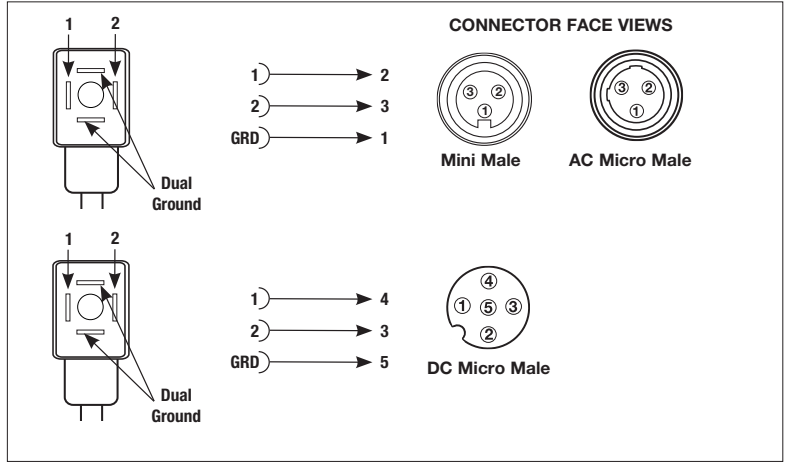 CONNECTOR FACE VIEWS
1 2
Dual
Ground
1 2
2 3
GRD 1
3 2
1
Mini Male
3 2
1
AC Micro Male
1 2
Dual
Ground
1 4
2 3
GRD 5
4
1 5 3
2
DC Micro Male